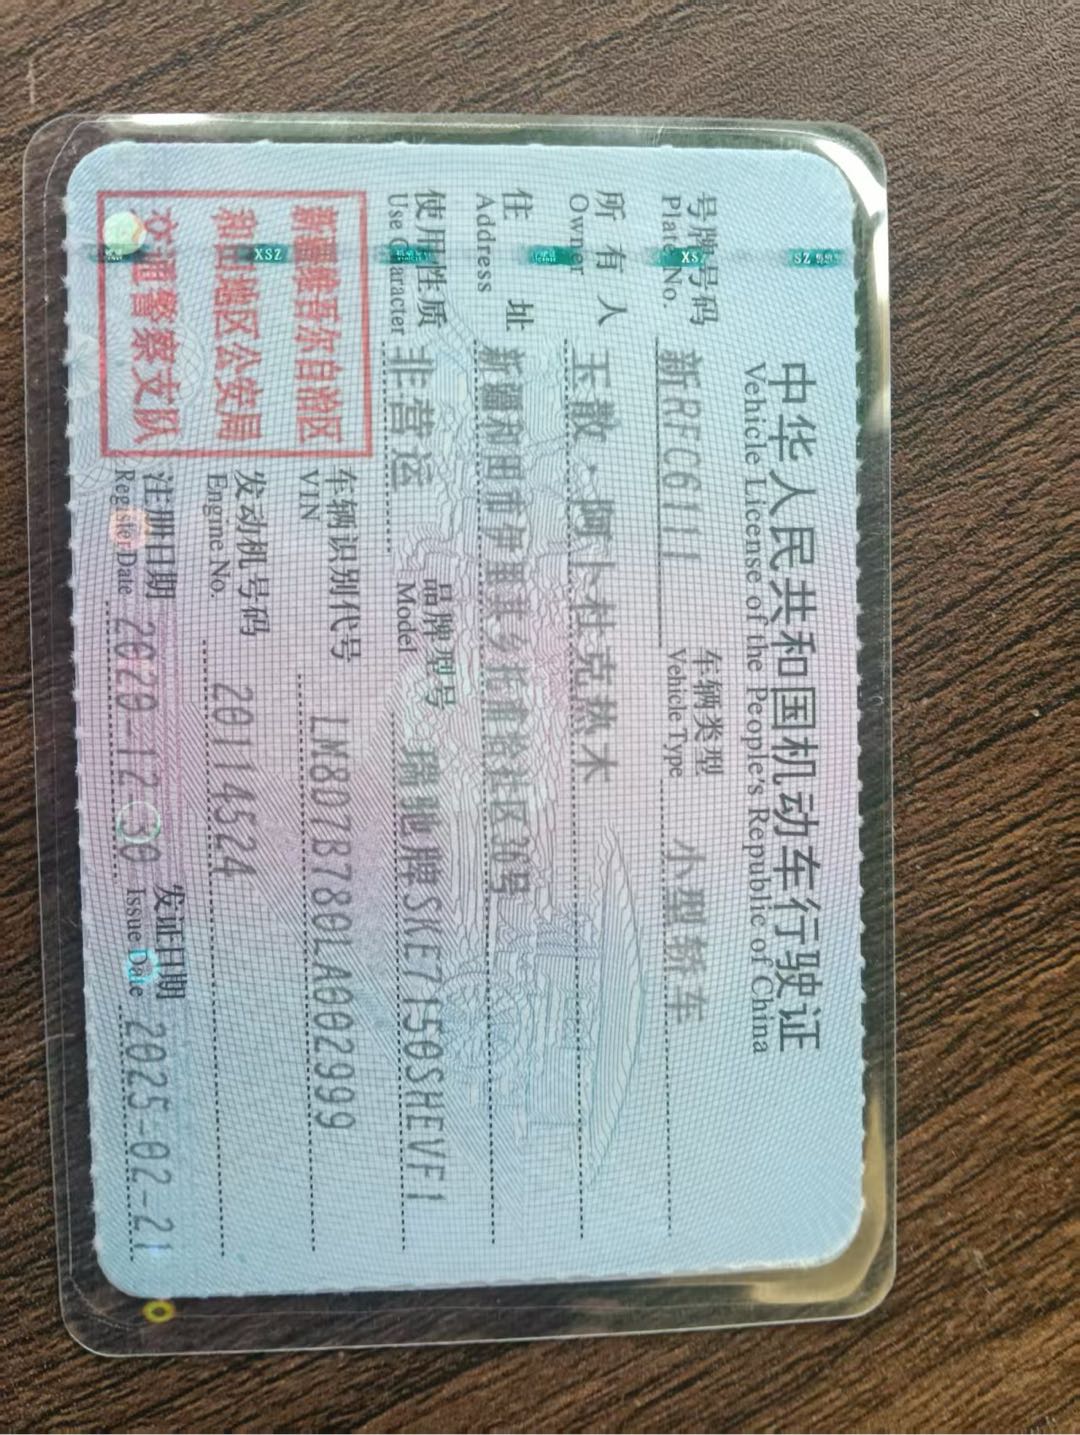 中华人民共和国机动车行驶证
Vehicle License of the People's Republic of China
号牌号码 新RFC611 车辆类型 小型轿车
Plate No. Vehicle Type
所有人 玉散·阿卜杜克热木
Owner
住址 新疆和田市伊里其乡托甫恰社区36号
Address
使用性质 非营运 品牌型号 瑞驰牌SKE7150SHEVF1
Use Character Model
新疆维吾尔自治区
和田地区公安局
交通警察支队
车辆识别代号 LM8D7B780LA002999
VIN
发动机号码 20114524
Engine No.
注册日期 2020-12-30 发证日期 2025-02-21
Register Date Issue Date